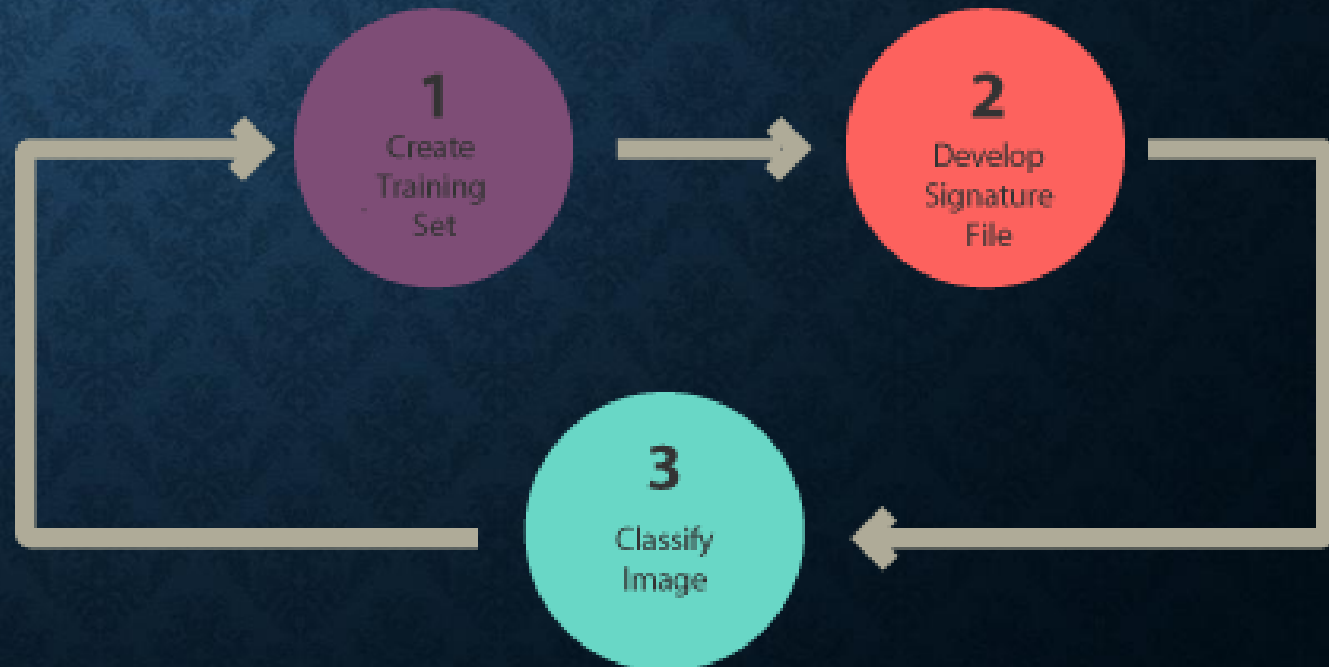 1
Create
Training
Set
2
Develop
Signature
File
3
Classify
Image